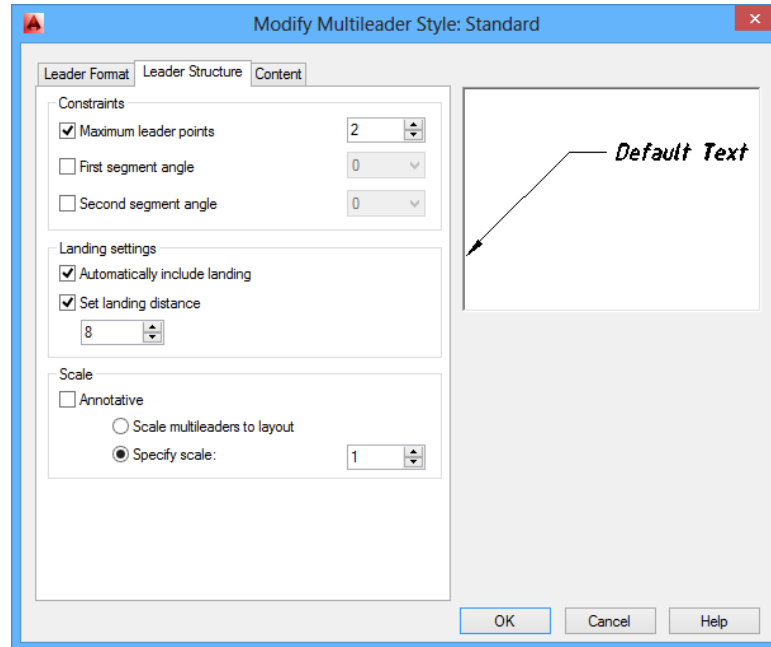 Modify Multileader Style: Standard
Leader Format Leader Structure Content
Constraints
Maximum leader points 2
First segment angle 0
Second segment angle 0
Landing settings
Automatically include landing
Set landing distance
8
Scale
Annotative
Scale multileaders to layout
Specify scale: 1
Default Text
OK Cancel Help